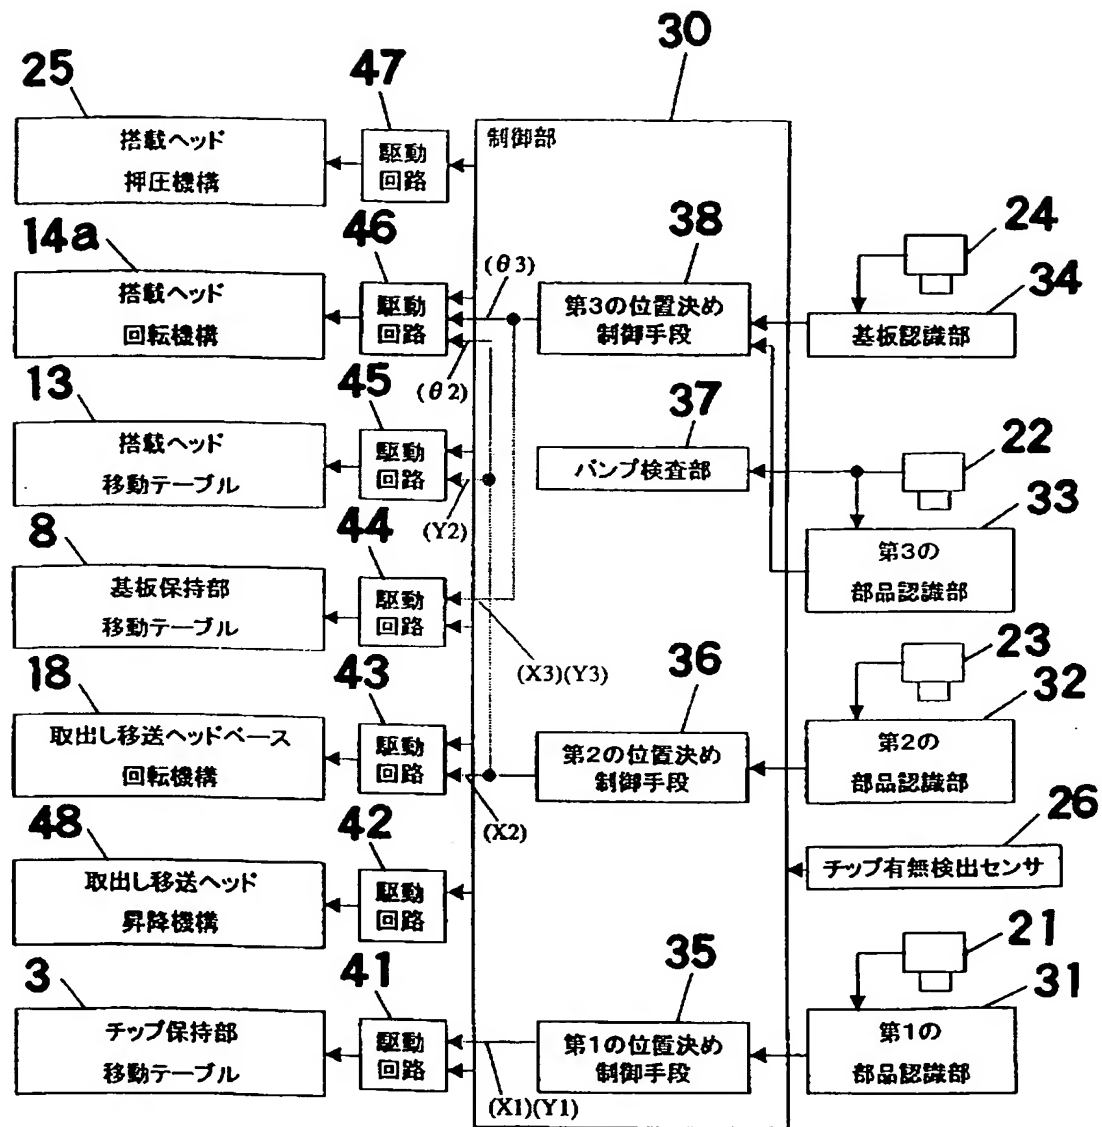 30
25
47
制御部
搭載ヘッド
押圧機構
駆動
回路
14a
46
38
24
(θ3)
搭載ヘッド
回転機構
駆動
回路
第3の位置決め
制御手段
34
基板認識部
(θ2)
13
45
37
22
搭載ヘッド
移動テーブル
駆動
回路
バンプ検査部
33
(Y2)
8
44
第3の
部品認識部
基板保持部
移動テーブル
駆動
回路
23
(X3)(Y3)
18
43
36
32
取出し移送ヘッドベース
回転機構
駆動
回路
第2の位置決め
制御手段
第2の
部品認識部
(X2)
48
42
26
取出し移送ヘッド
昇降機構
駆動
回路
チップ有無検出センサ
3
41
35
21
31
チップ保持部
移動テーブル
駆動
回路
第1の位置決め
制御手段
第1の
部品認識部
(X1)(Y1)